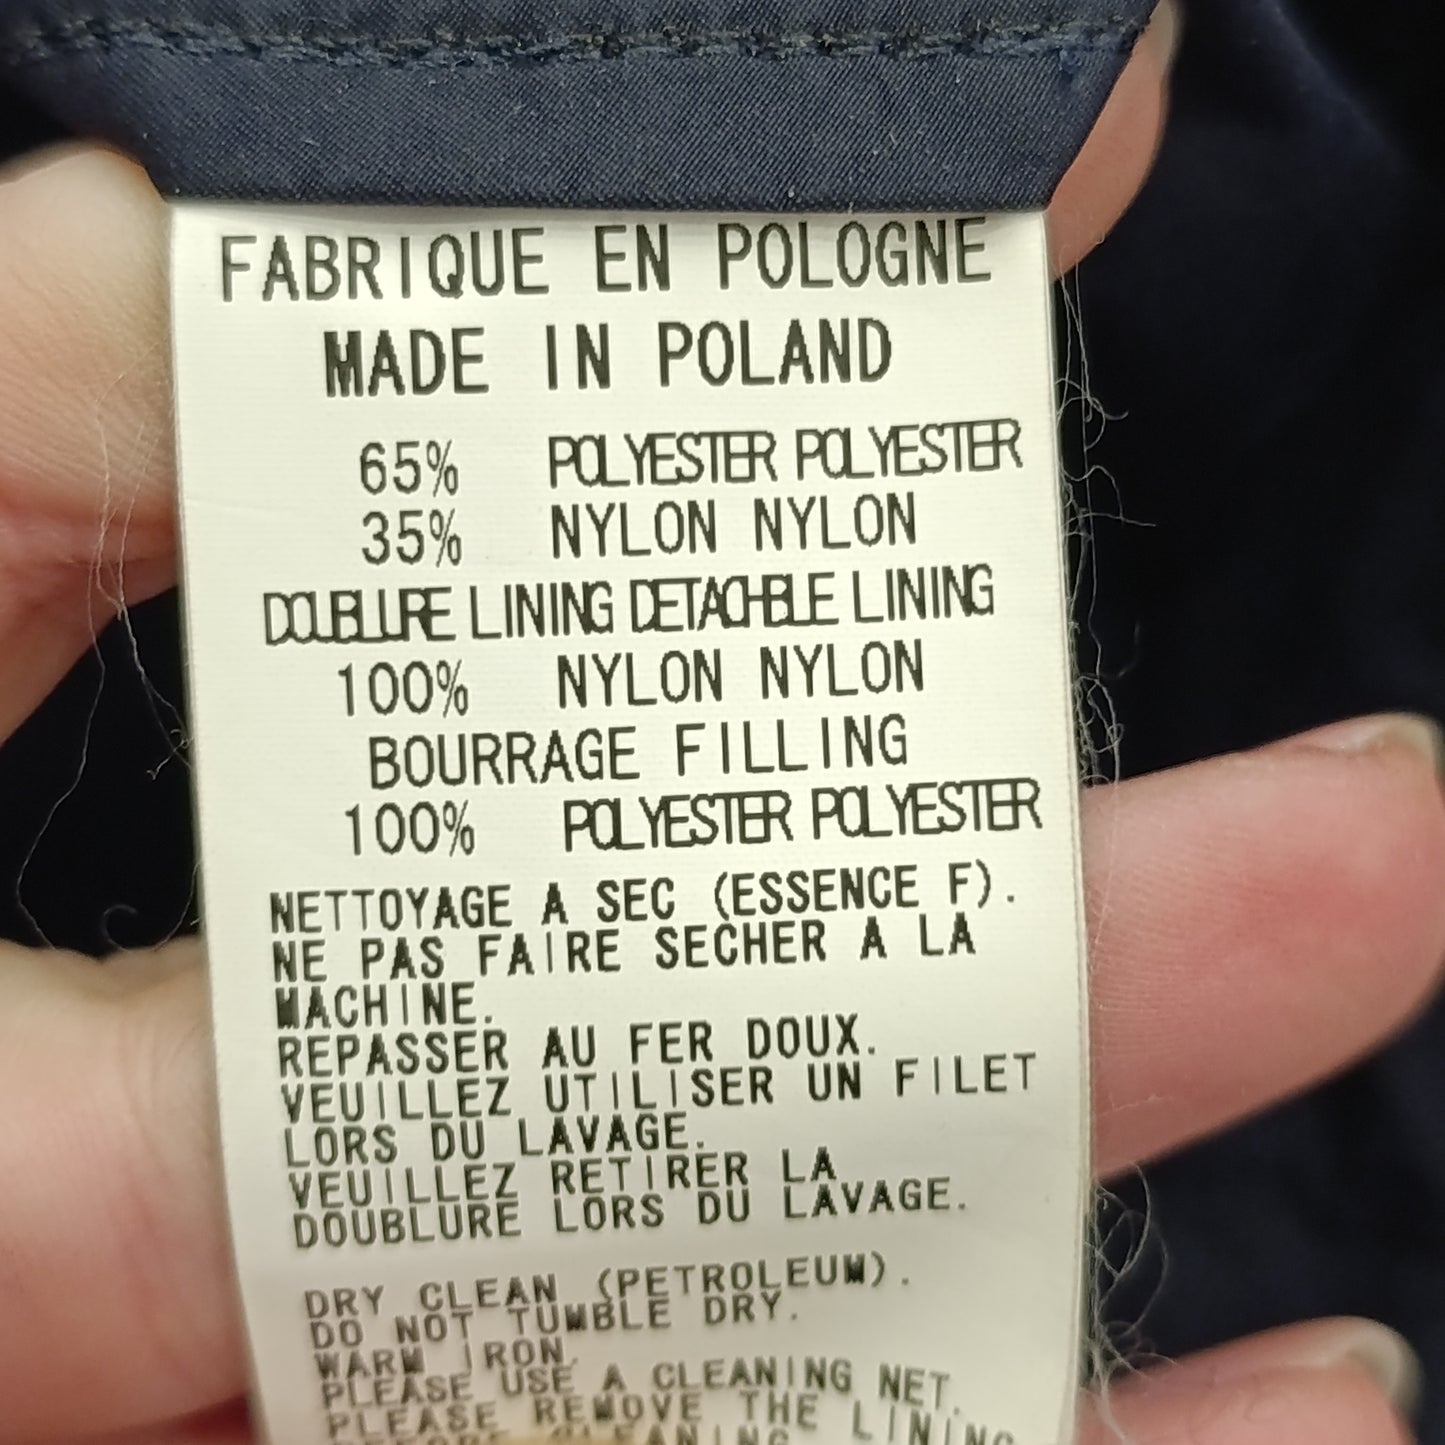 FABRIQUE EN POLOGNE
MADE IN POLAND
65% POLYESTER POLYESTER
35% NYLON NYLON
DOUBLURE LINING DETACHBLE LINING
100% NYLON NYLON
BOURRAGE FILLING
100% POLYESTER POLYESTER
NETTOYAGE A SEC (ESSENCE F).
NE PAS FAIRE SECHER A LA
MACHINE.
REPASSER AU FER DOUX.
VEUILLEZ UTILISER UN FILET
LORS DU LAVAGE.
VEUILLEZ RETIRER LA
DOUBLURE LORS DU LAVAGE.
DRY CLEAN (PETROLEUM).
DO NOT TUMBLE DRY.
WARM IRON.
PLEASE USE A CLEANING NET.
PLEASE REMOVE THE LINING